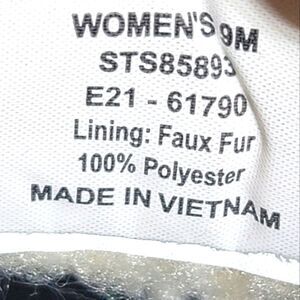 WOMEN'S 9M
STS85893
E21 - 61790
Lining: Faux Fur
100% Polyester
MADE IN VIETNAM